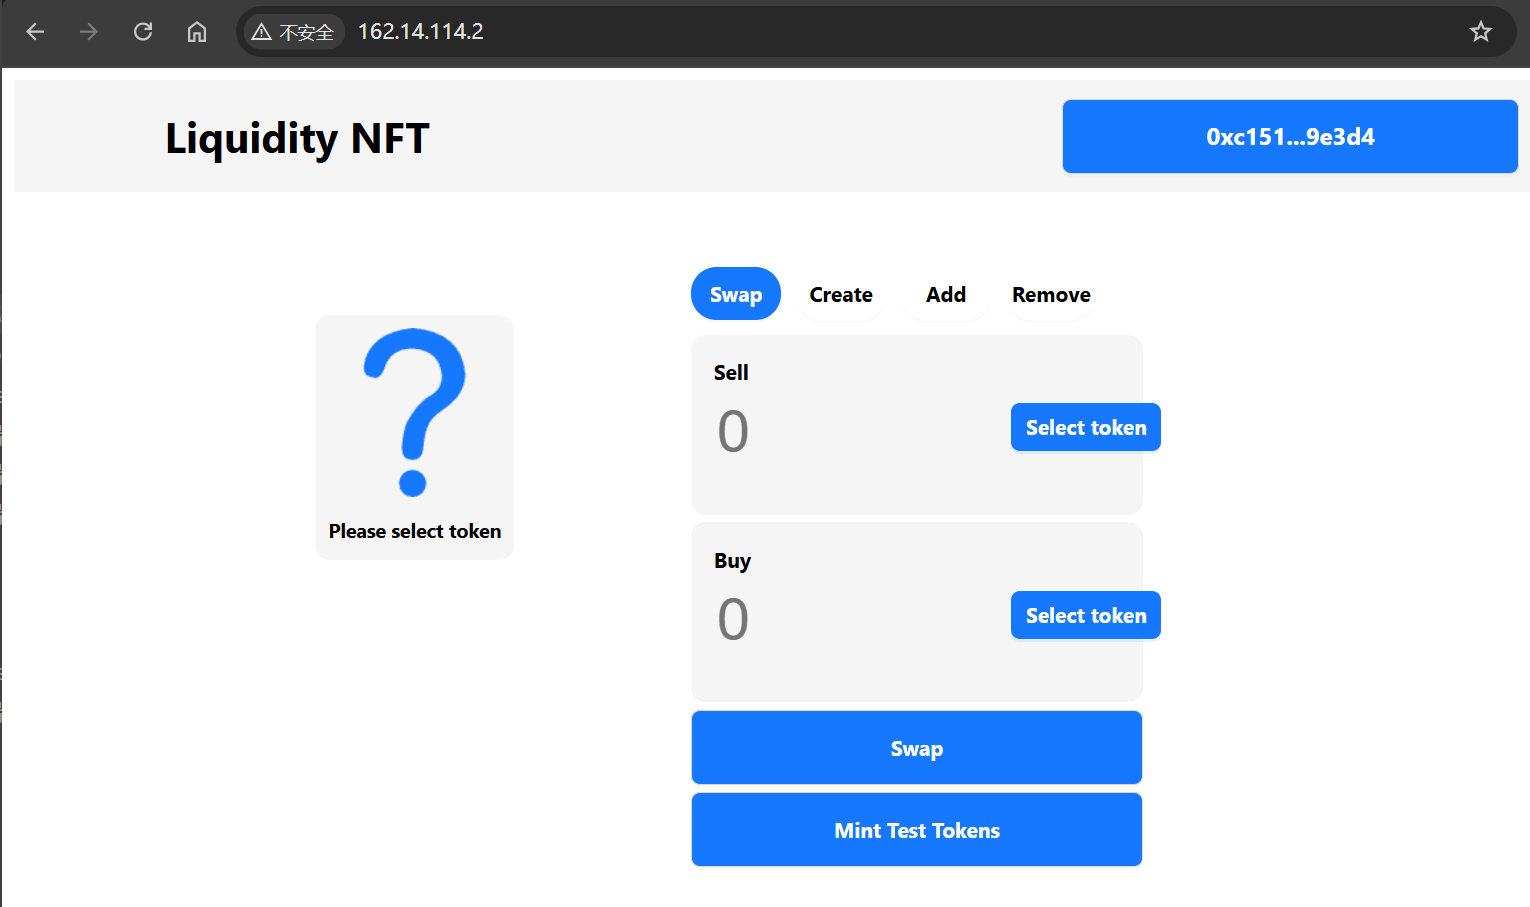 不安全 162.14.114.2
Liquidity NFT
0xc151...9e3d4
Swap Create Add Remove
Sell
0
Select token
Please select token
Buy
0
Select token
Swap
Mint Test Tokens